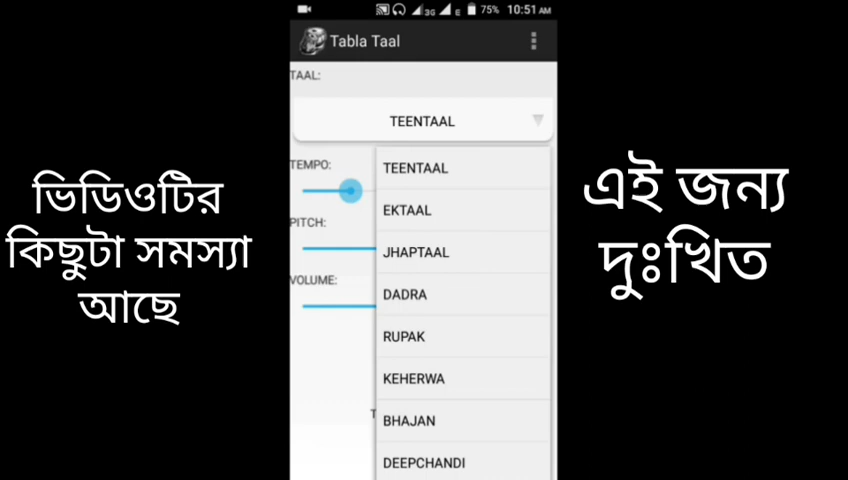 ভিডিওটির
কিছুটা সমস্যা
আছে
3G E 75% 10:51 AM
Tabla Taal
TAAL:
TEENTAAL
TEMPO:
PITCH:
VOLUME:
TEENTAAL
EKTAAL
JHAPTAAL
DADRA
RUPAK
KEHERWA
BHAJAN
DEEPCHANDI
এই জন্য
দুঃখিত